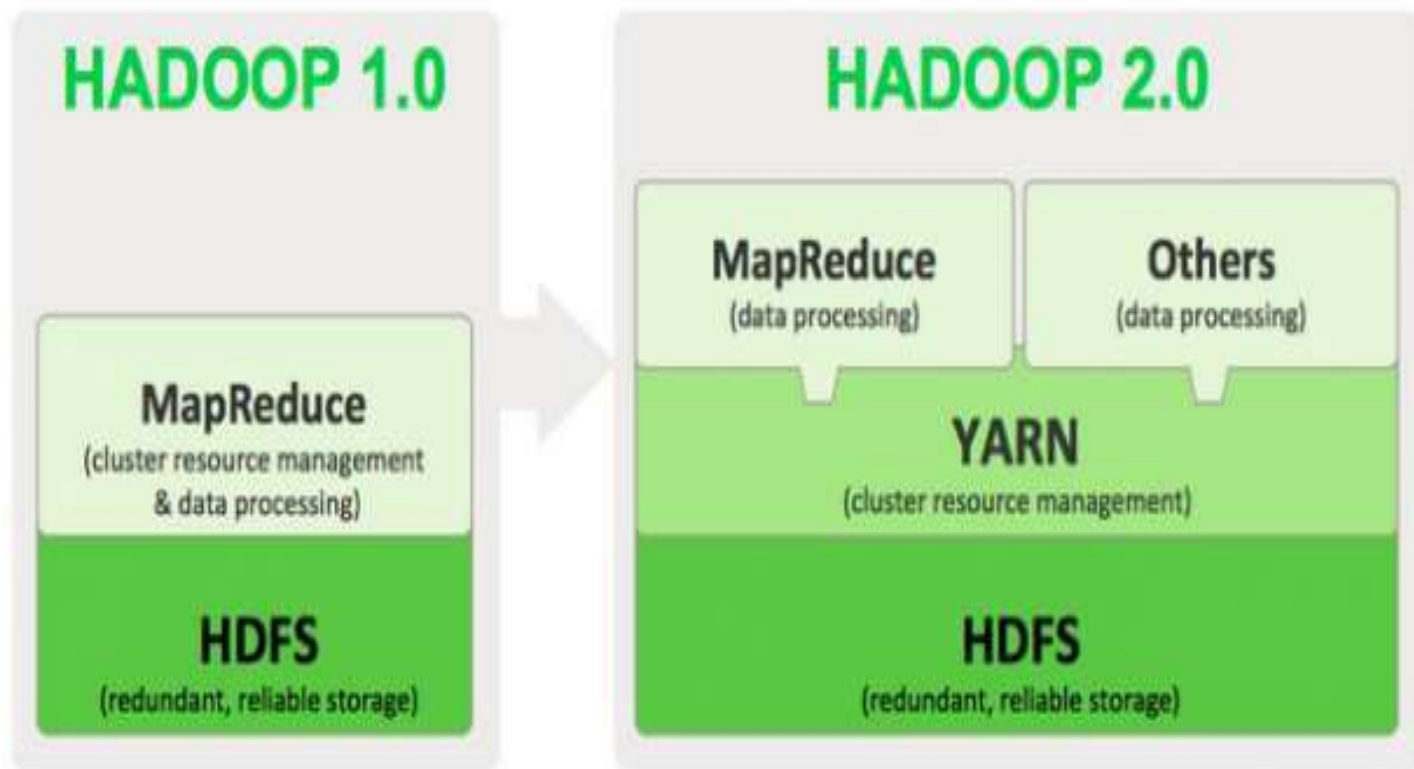 HADOOP 1.0
MapReduce
(cluster resource management
& data processing)
HDFS
(redundant, reliable storage)
HADOOP 2.0
MapReduce
(data processing)
Others
(data processing)
YARN
(cluster resource management)
HDFS
(redundant, reliable storage)